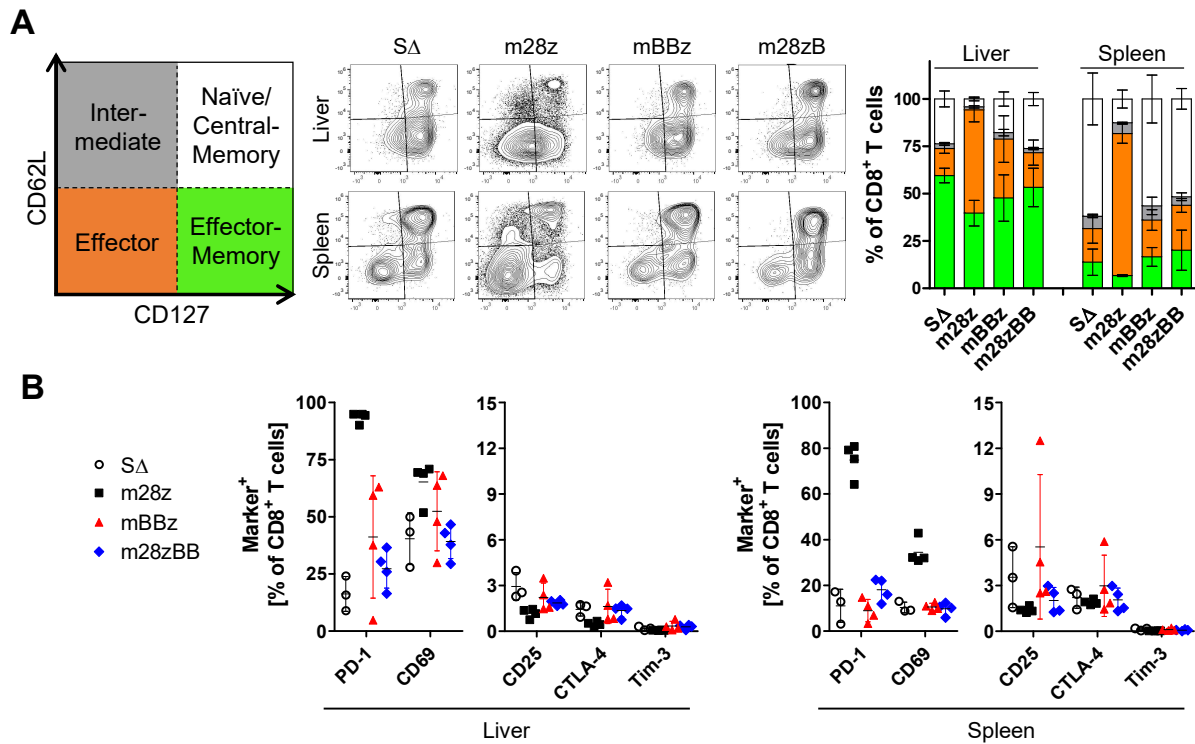 A
CD62L
Inter-
mediate
Naïve/
Central-
Memory
Effector
Effector-
Memory
CD127
SΔ
m28z
mBBz
m28zB
Liver
Spleen
Liver
Spleen
% of CD8+ T cells
100
75
50
25
0
SΔ
m28z
mBBz
m28zBB
SΔ
m28z
mBBz
m28zBB
B
SΔ
m28z
mBBz
m28zBB
Marker+
[% of CD8+ T cells]
100
75
50
25
0
PD-1
CD69
15
12
9
6
3
0
CD25
CTLA-4
Tim-3
Liver
Marker+
[% of CD8+ T cells]
100
80
60
40
20
0
PD-1
CD69
15
12
9
6
3
0
CD25
CTLA-4
Tim-3
Spleen